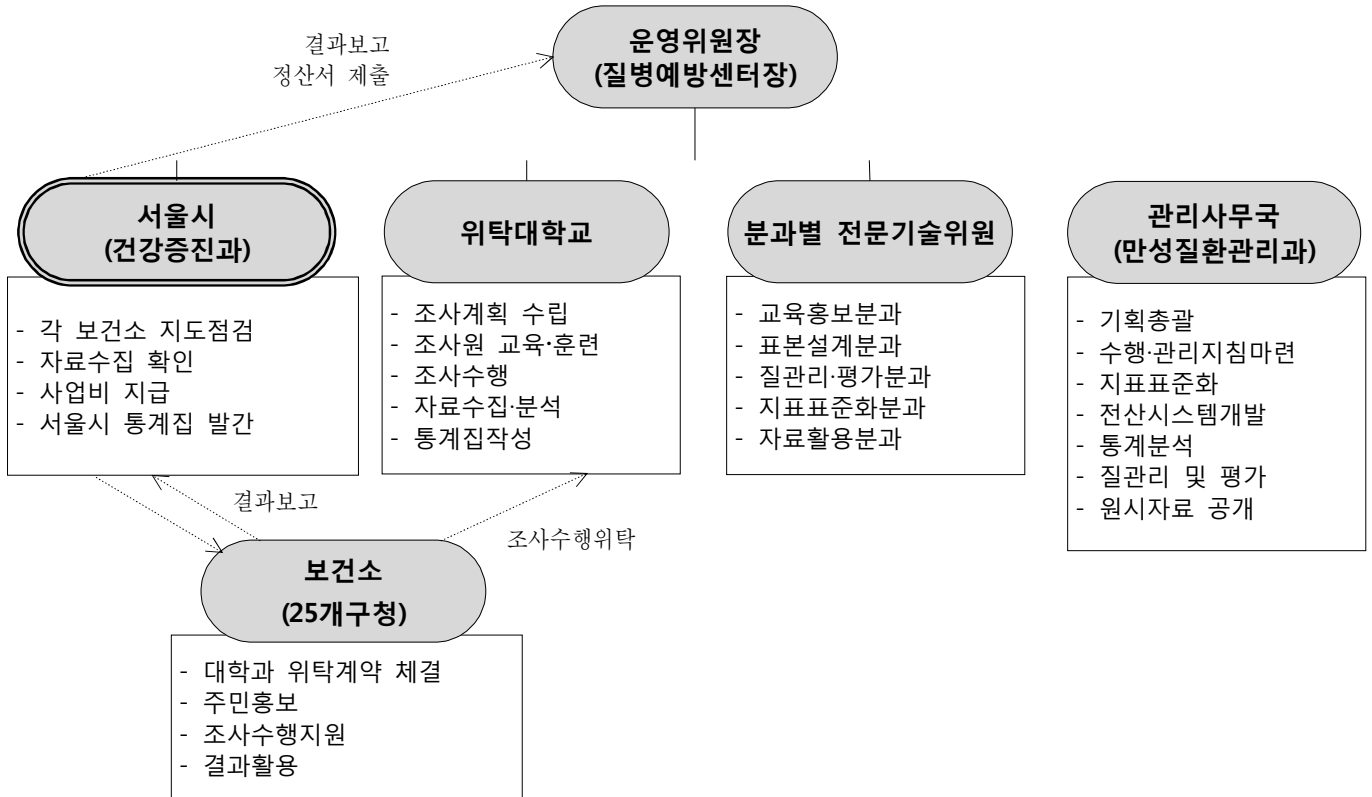 결과보고
정산서 제출
운영위원장
(질병예방센터장)
서울시
(건강증진과)
- 각 보건소 지도점검
- 자료수집 확인
- 사업비 지급
- 서울시 통계집 발간
위탁대학교
- 조사계획 수립
- 조사원 교육·훈련
- 조사수행
- 자료수집·분석
- 통계집작성
분과별 전문기술위원
- 교육홍보분과
- 표본설계분과
- 질관리·평가분과
- 지표표준화분과
- 자료활용분과
관리사무국
(만성질환관리과)
- 기획총괄
- 수행·관리지침마련
- 지표표준화
- 전산시스템개발
- 통계분석
- 질관리 및 평가
- 원시자료 공개
결과보고
조사수행위탁
보건소
(25개구청)
- 대학과 위탁계약 체결
- 주민홍보
- 조사수행지원
- 결과활용